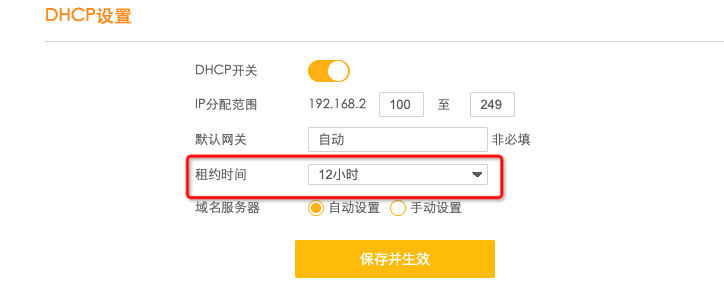 DHCP设置
DHCP开关
IP分配范围 192.168.2 100 至 249
默认网关 自动 非必填
租约时间 12小时
域名服务器 自动设置 手动设置
保存并生效